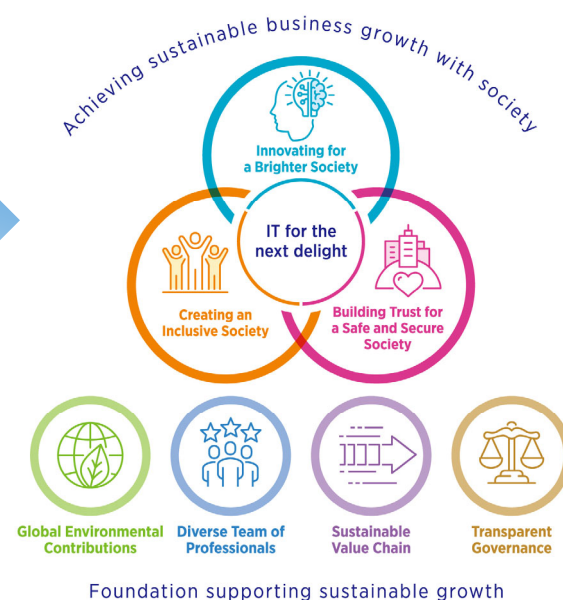 Achieving sustainable business growth with society
Innovating for
a Brighter Society
IT for the
next delight
Creating an
Inclusive Society
Building Trust for
a Safe and Secure
Society
Global Environmental
Contributions
Diverse Team of
Professionals
Sustainable
Value Chain
Transparent
Governance
Foundation supporting sustainable growth